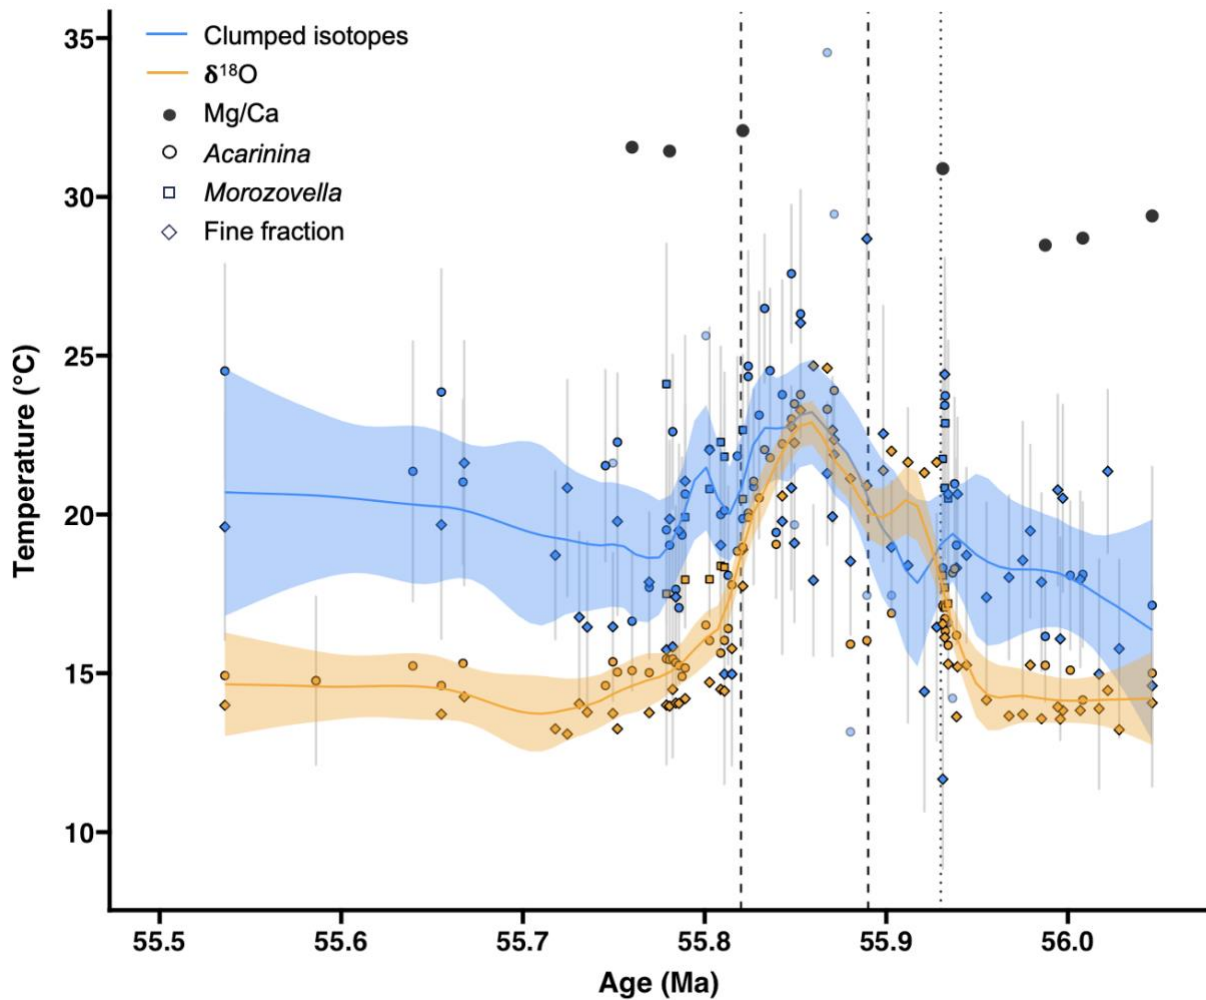 Clumped isotopes
δ¹⁸O
Mg/Ca
Acarinina
Morozovella
Fine fraction
Temperature (°C)
35
30
25
20
15
10
55.5 55.6 55.7 55.8 55.9 56.0
Age (Ma)